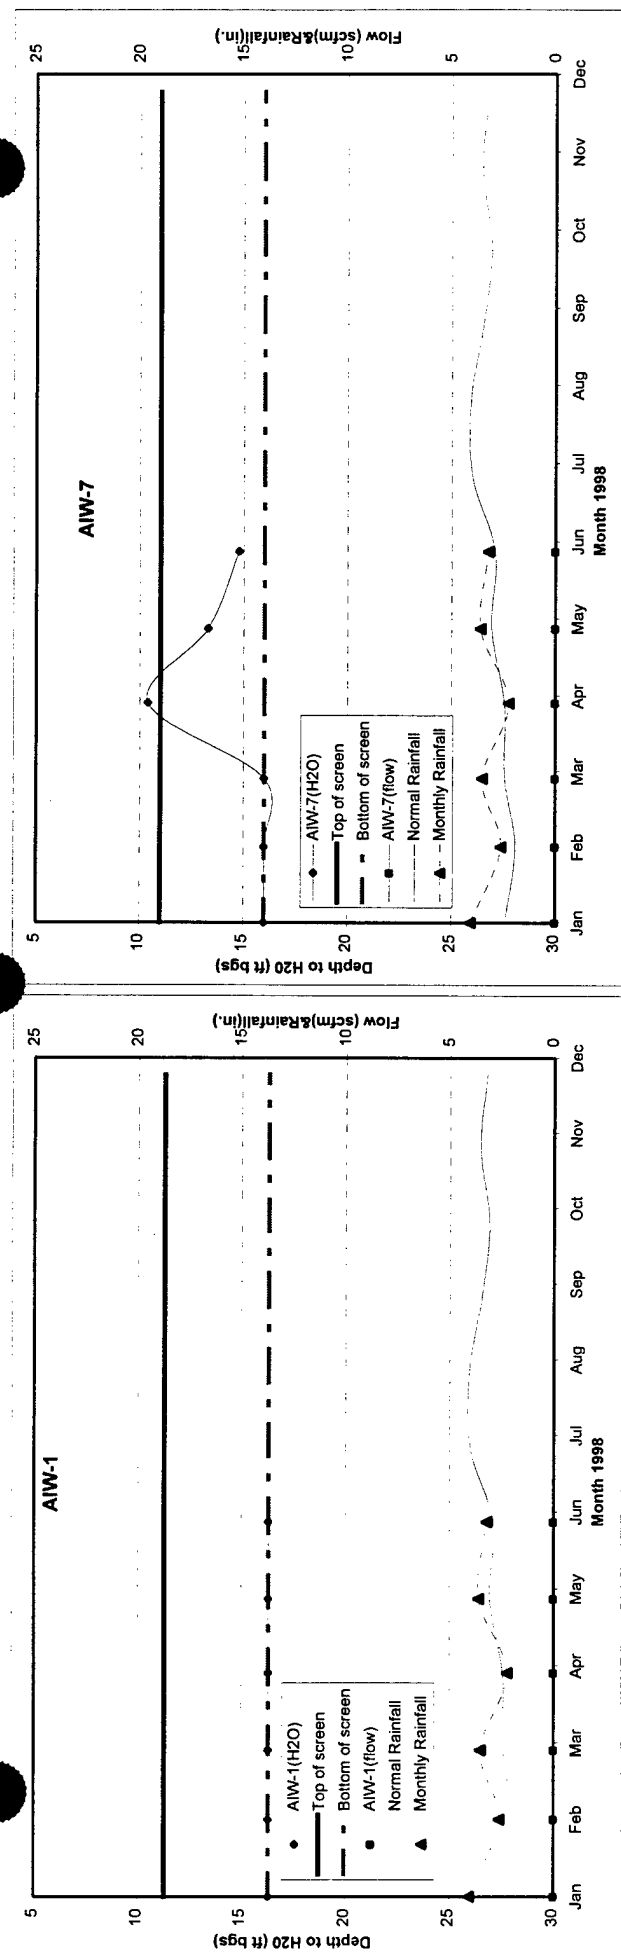 AIW-1
Depth to H20 (ft bgs)
5
10
15
20
25
30
Flow (scfm)&Rainfall(in.)
25
20
15
10
5
0
AIW-1(H2O)
Top of screen
Bottom of screen
AIW-1(flow)
Normal Rainfall
Monthly Rainfall
Jan Feb Mar Apr May Jun Jul Aug Sep Oct Nov Dec
Month 1998
AIW-7
Depth to H20 (ft bgs)
5
10
15
20
25
30
Flow (scfm)&Rainfall(in.)
25
20
15
10
5
0
AIW-7(H2O)
Top of screen
Bottom of screen
AIW-7(flow)
Normal Rainfall
Monthly Rainfall
Jan Feb Mar Apr May Jun Jul Aug Sep Oct Nov Dec
Month 1998